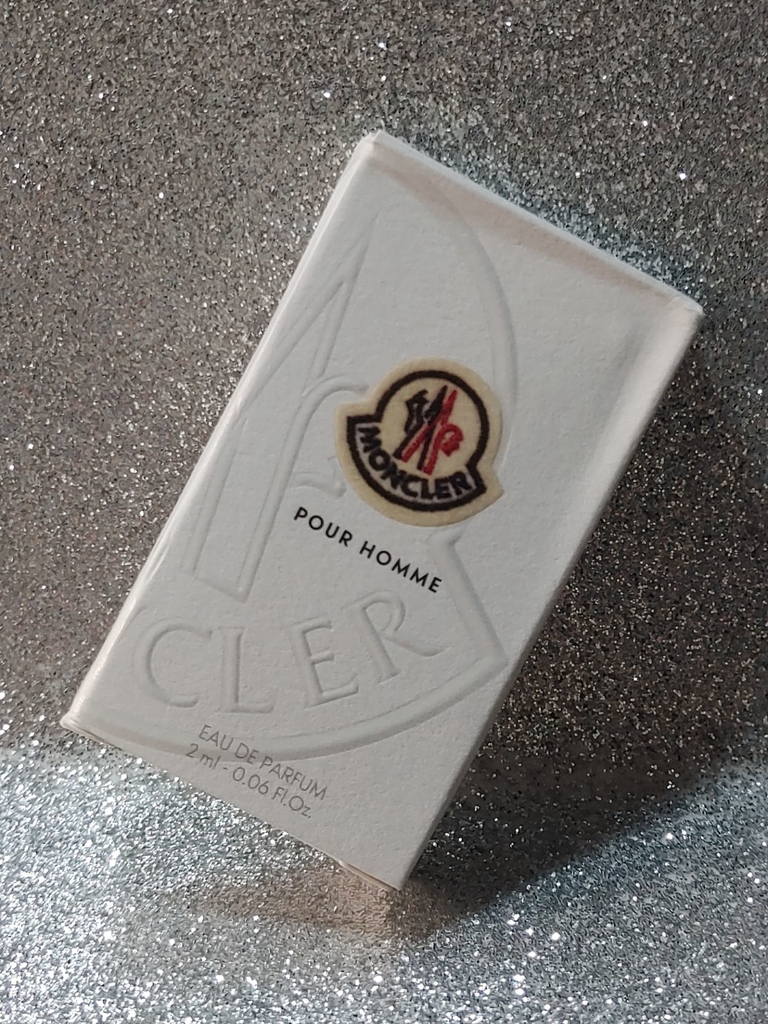 MONCLER
POUR HOMME
CLER
EAU DE PARFUM
2 ml - 0.06 Fl.Oz.